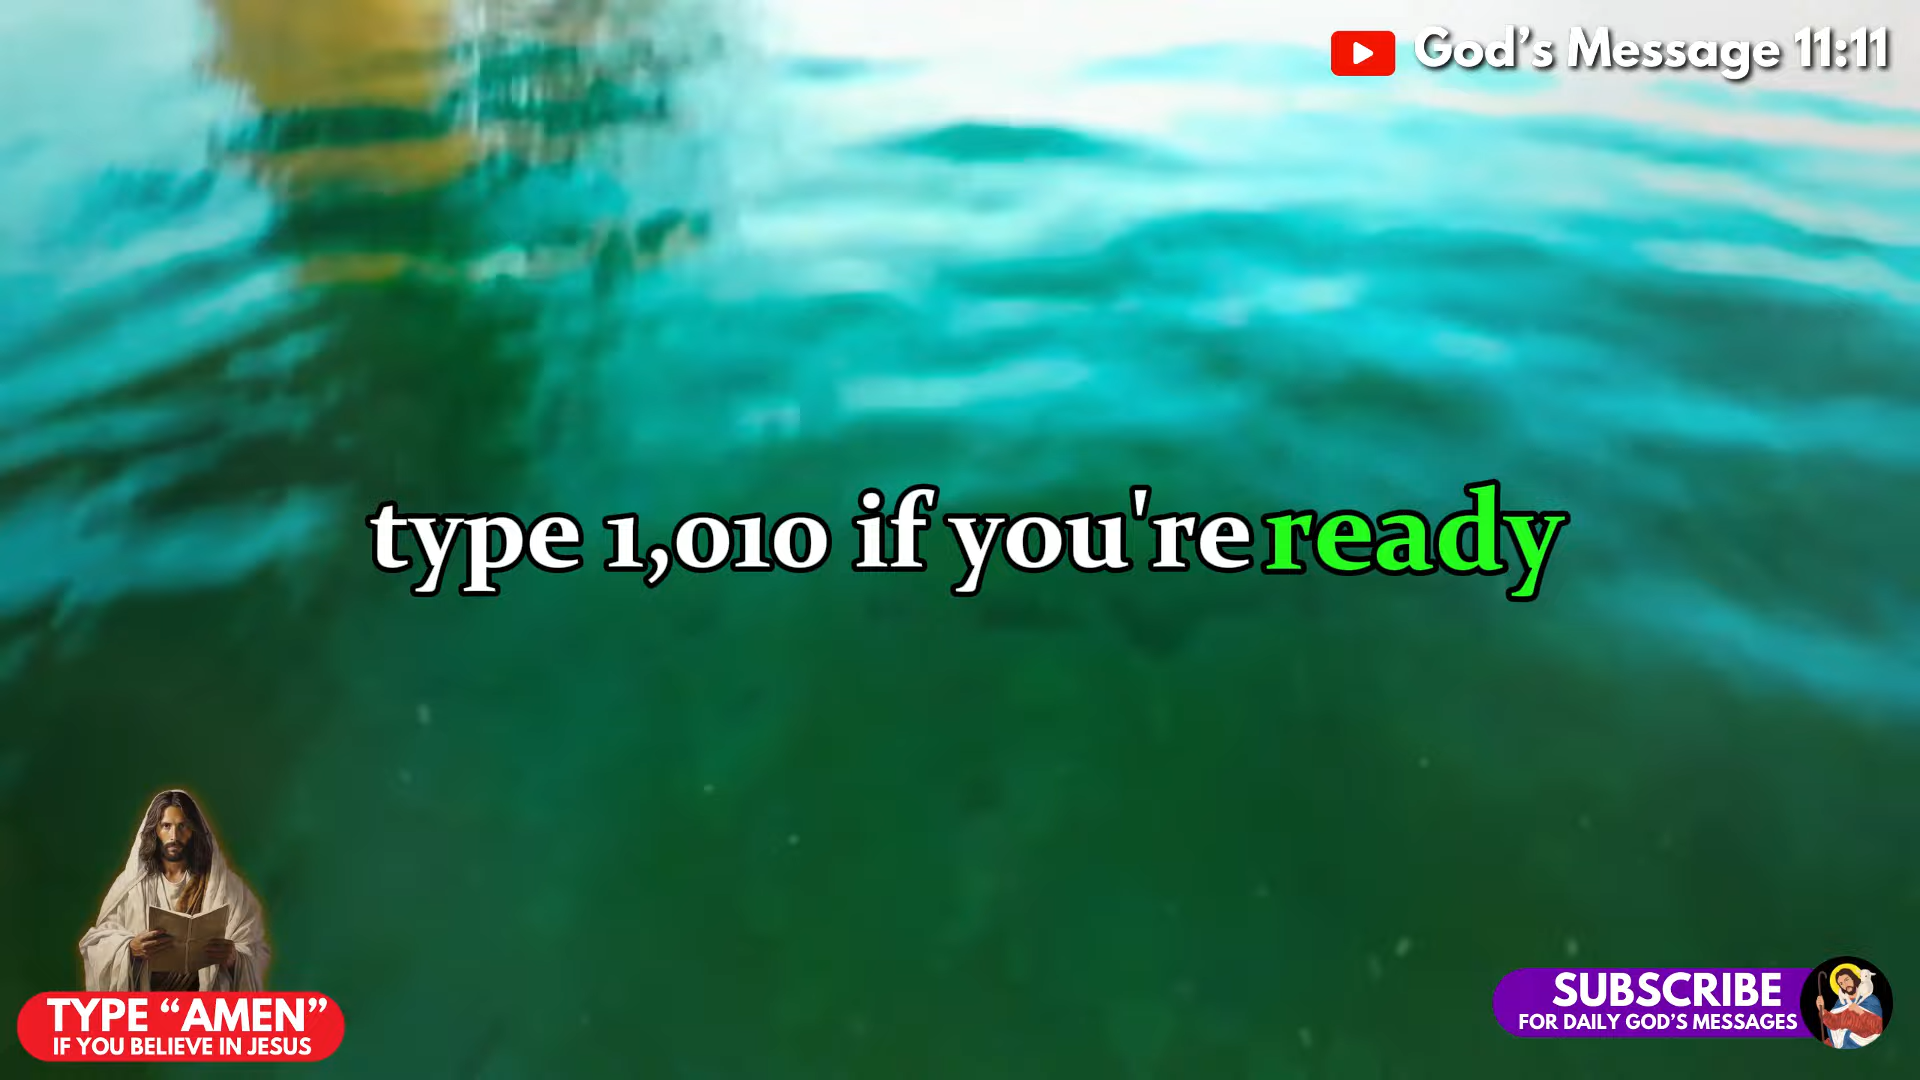 God’s Message 11:11
type 1,010 if you're ready
TYPE “AMEN”
IF YOU BELIEVE IN JESUS
SUBSCRIBE
FOR DAILY GOD’S MESSAGES